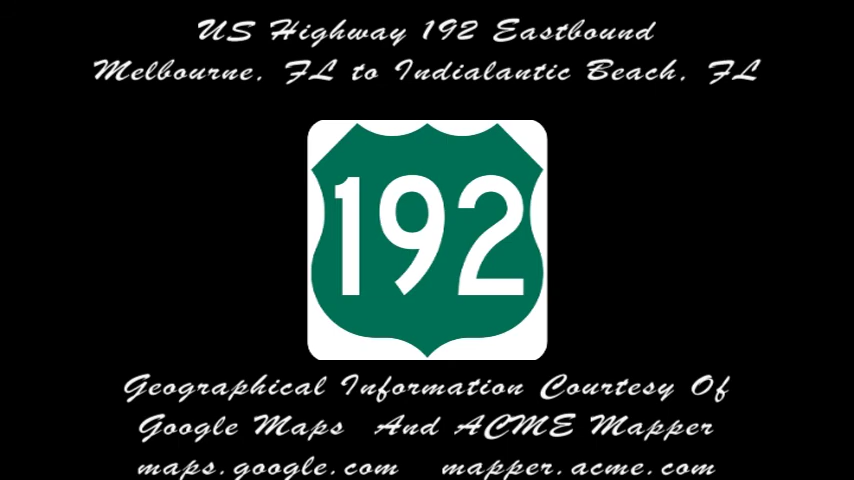 US Highway 192 Eastbound
Melbourne, FL to Indialantic Beach, FL
192
Geographical Information Courtesy Of
Google Maps And ACME Mapper
maps.google.com mapper.acme.com